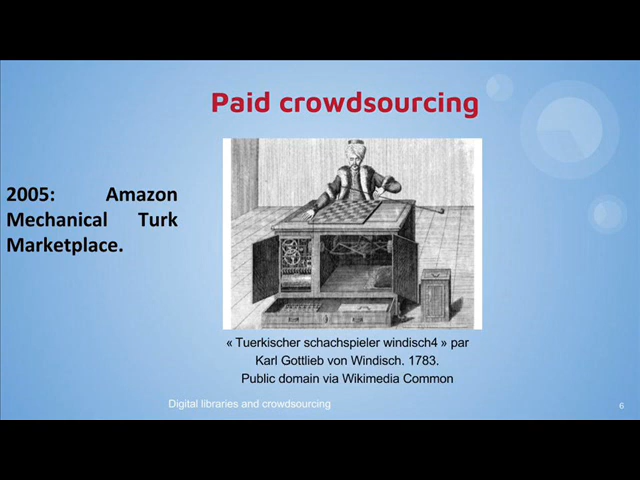 Paid crowdsourcing
2005: Amazon
Mechanical Turk
Marketplace.
« Tuerkischer schachspieler windisch4 » par
Karl Gottlieb von Windisch. 1783.
Public domain via Wikimedia Common
Digital libraries and crowdsourcing
6